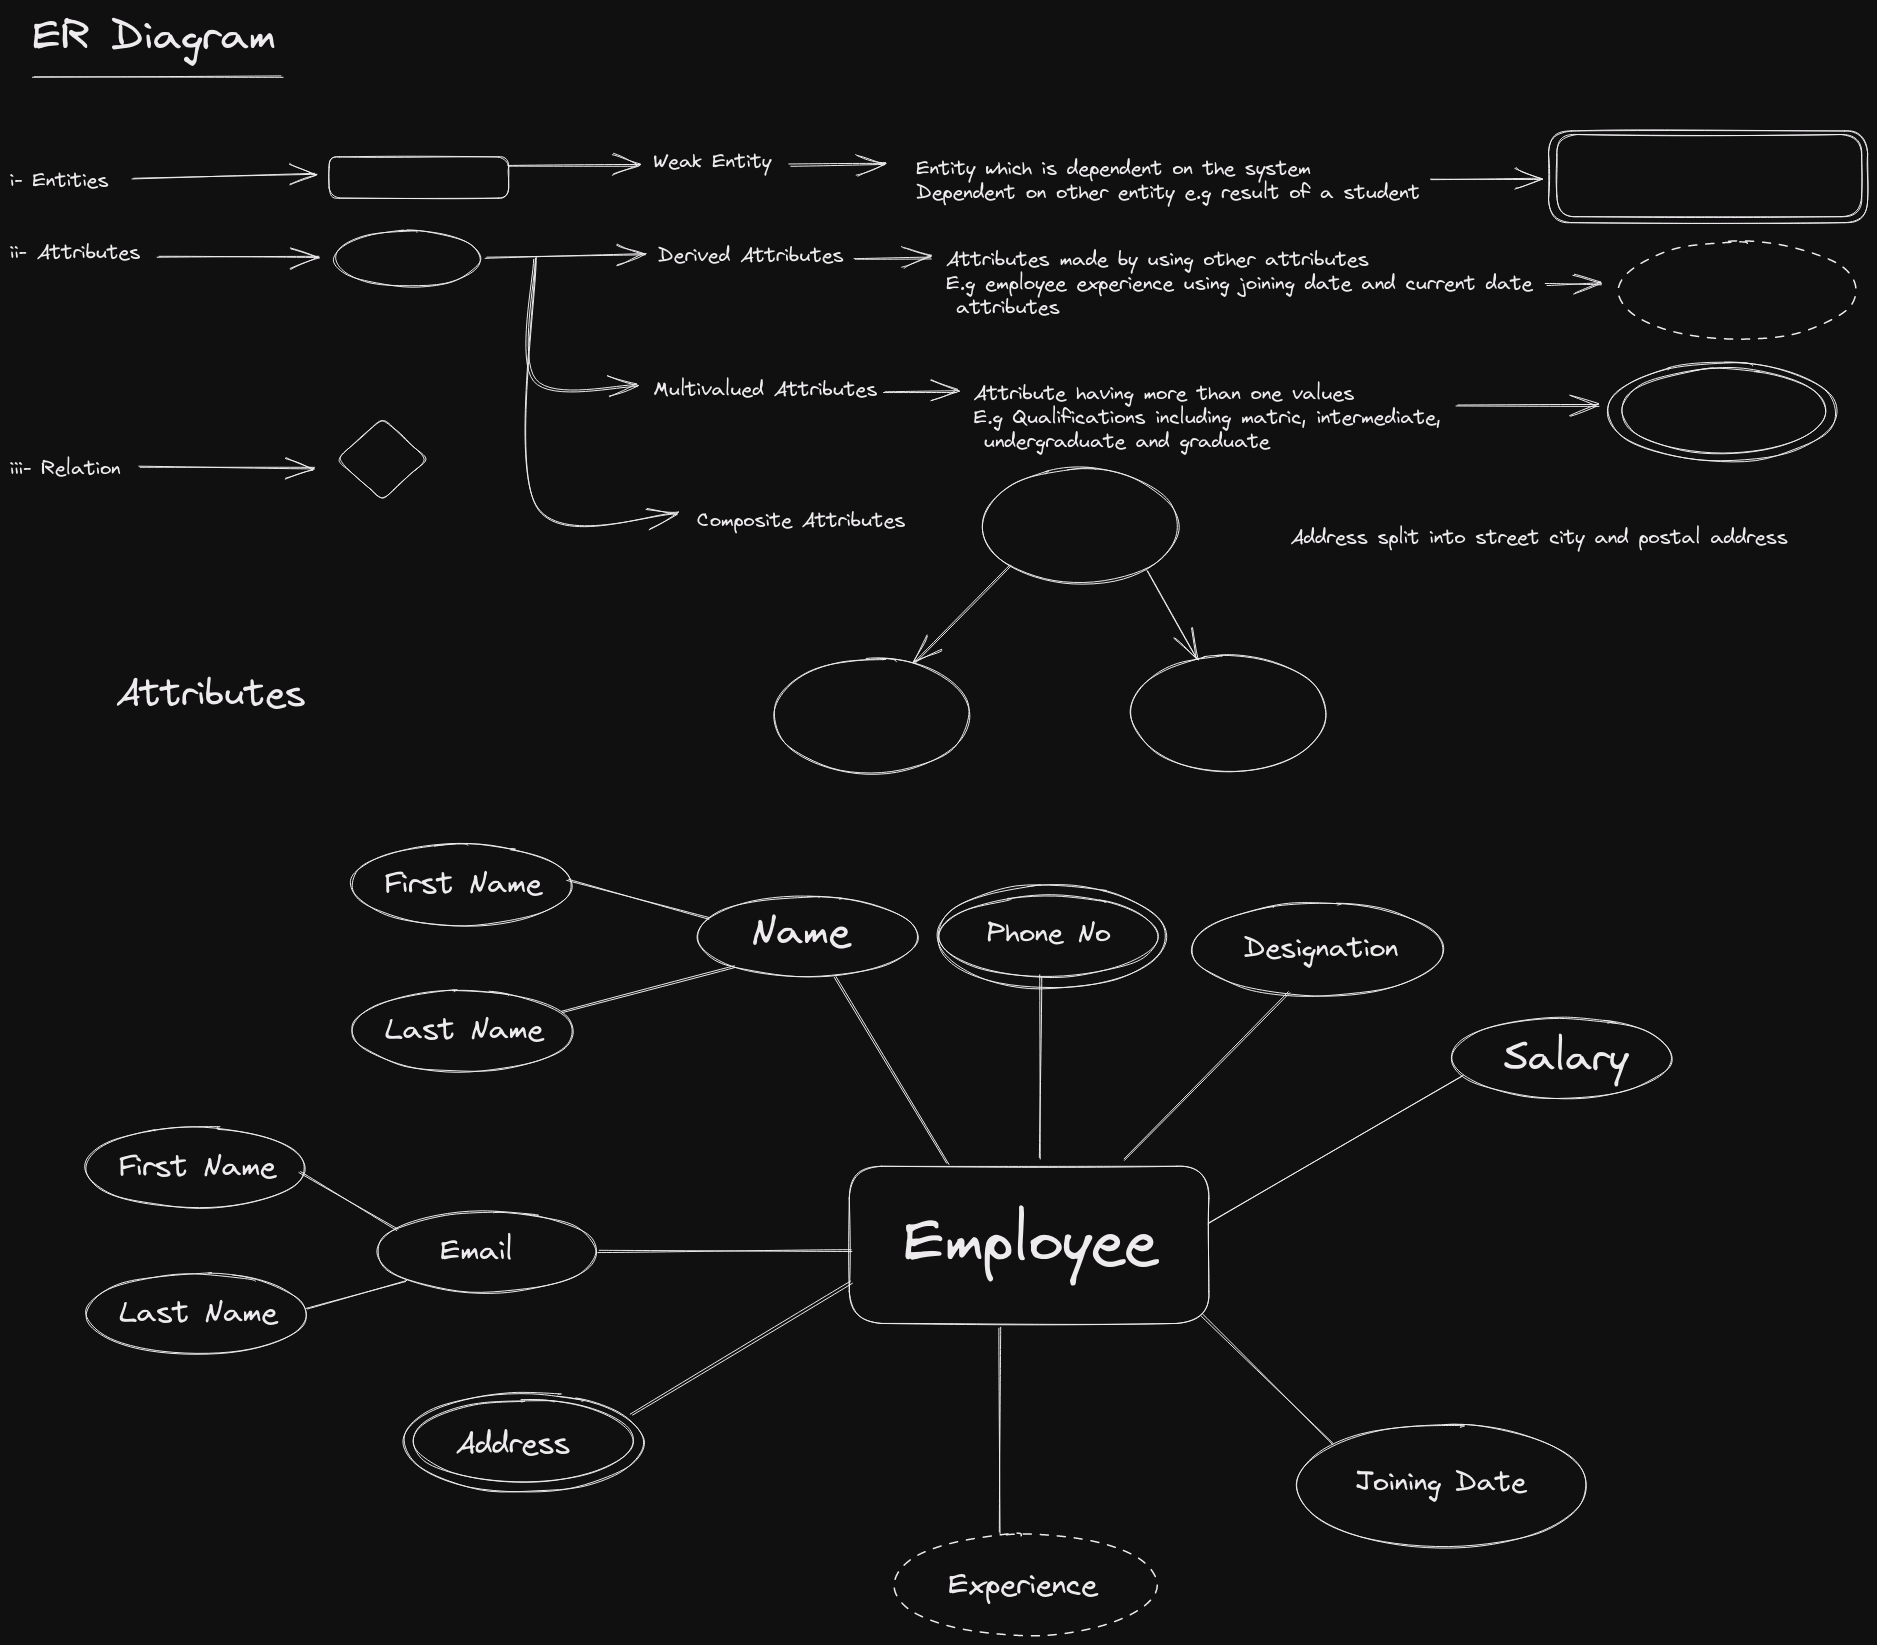 ER Diagram
i- Entities
Weak Entity
Entity which is dependent on the system
Dependent on other entity e.g result of a student
ii- Attributes
Derived Attributes
Attributes made by using other attributes
E.g employee experience using joining date and current date
attributes
Multivalued Attributes
Attribute having more than one values
E.g Qualifications including matric, intermediate,
undergraduate and graduate
iii- Relation
Composite Attributes
Address split into street city and postal address
Attributes
First Name
Name
Phone No
Designation
Last Name
Salary
First Name
Email
Employee
Last Name
Address
Joining Date
Experience